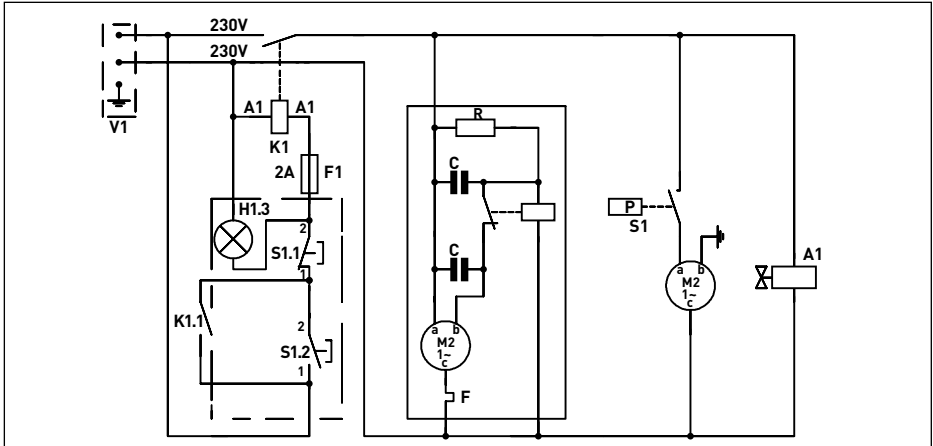 230V
230V
V1
A1
A1
K1
2A
F1
H1.3
2
S1.1
1
K1.1
2
S1.2
1
R
C
C
a
b
M2
1~
c
F
P
S1
a
b
M2
1~
c
A1